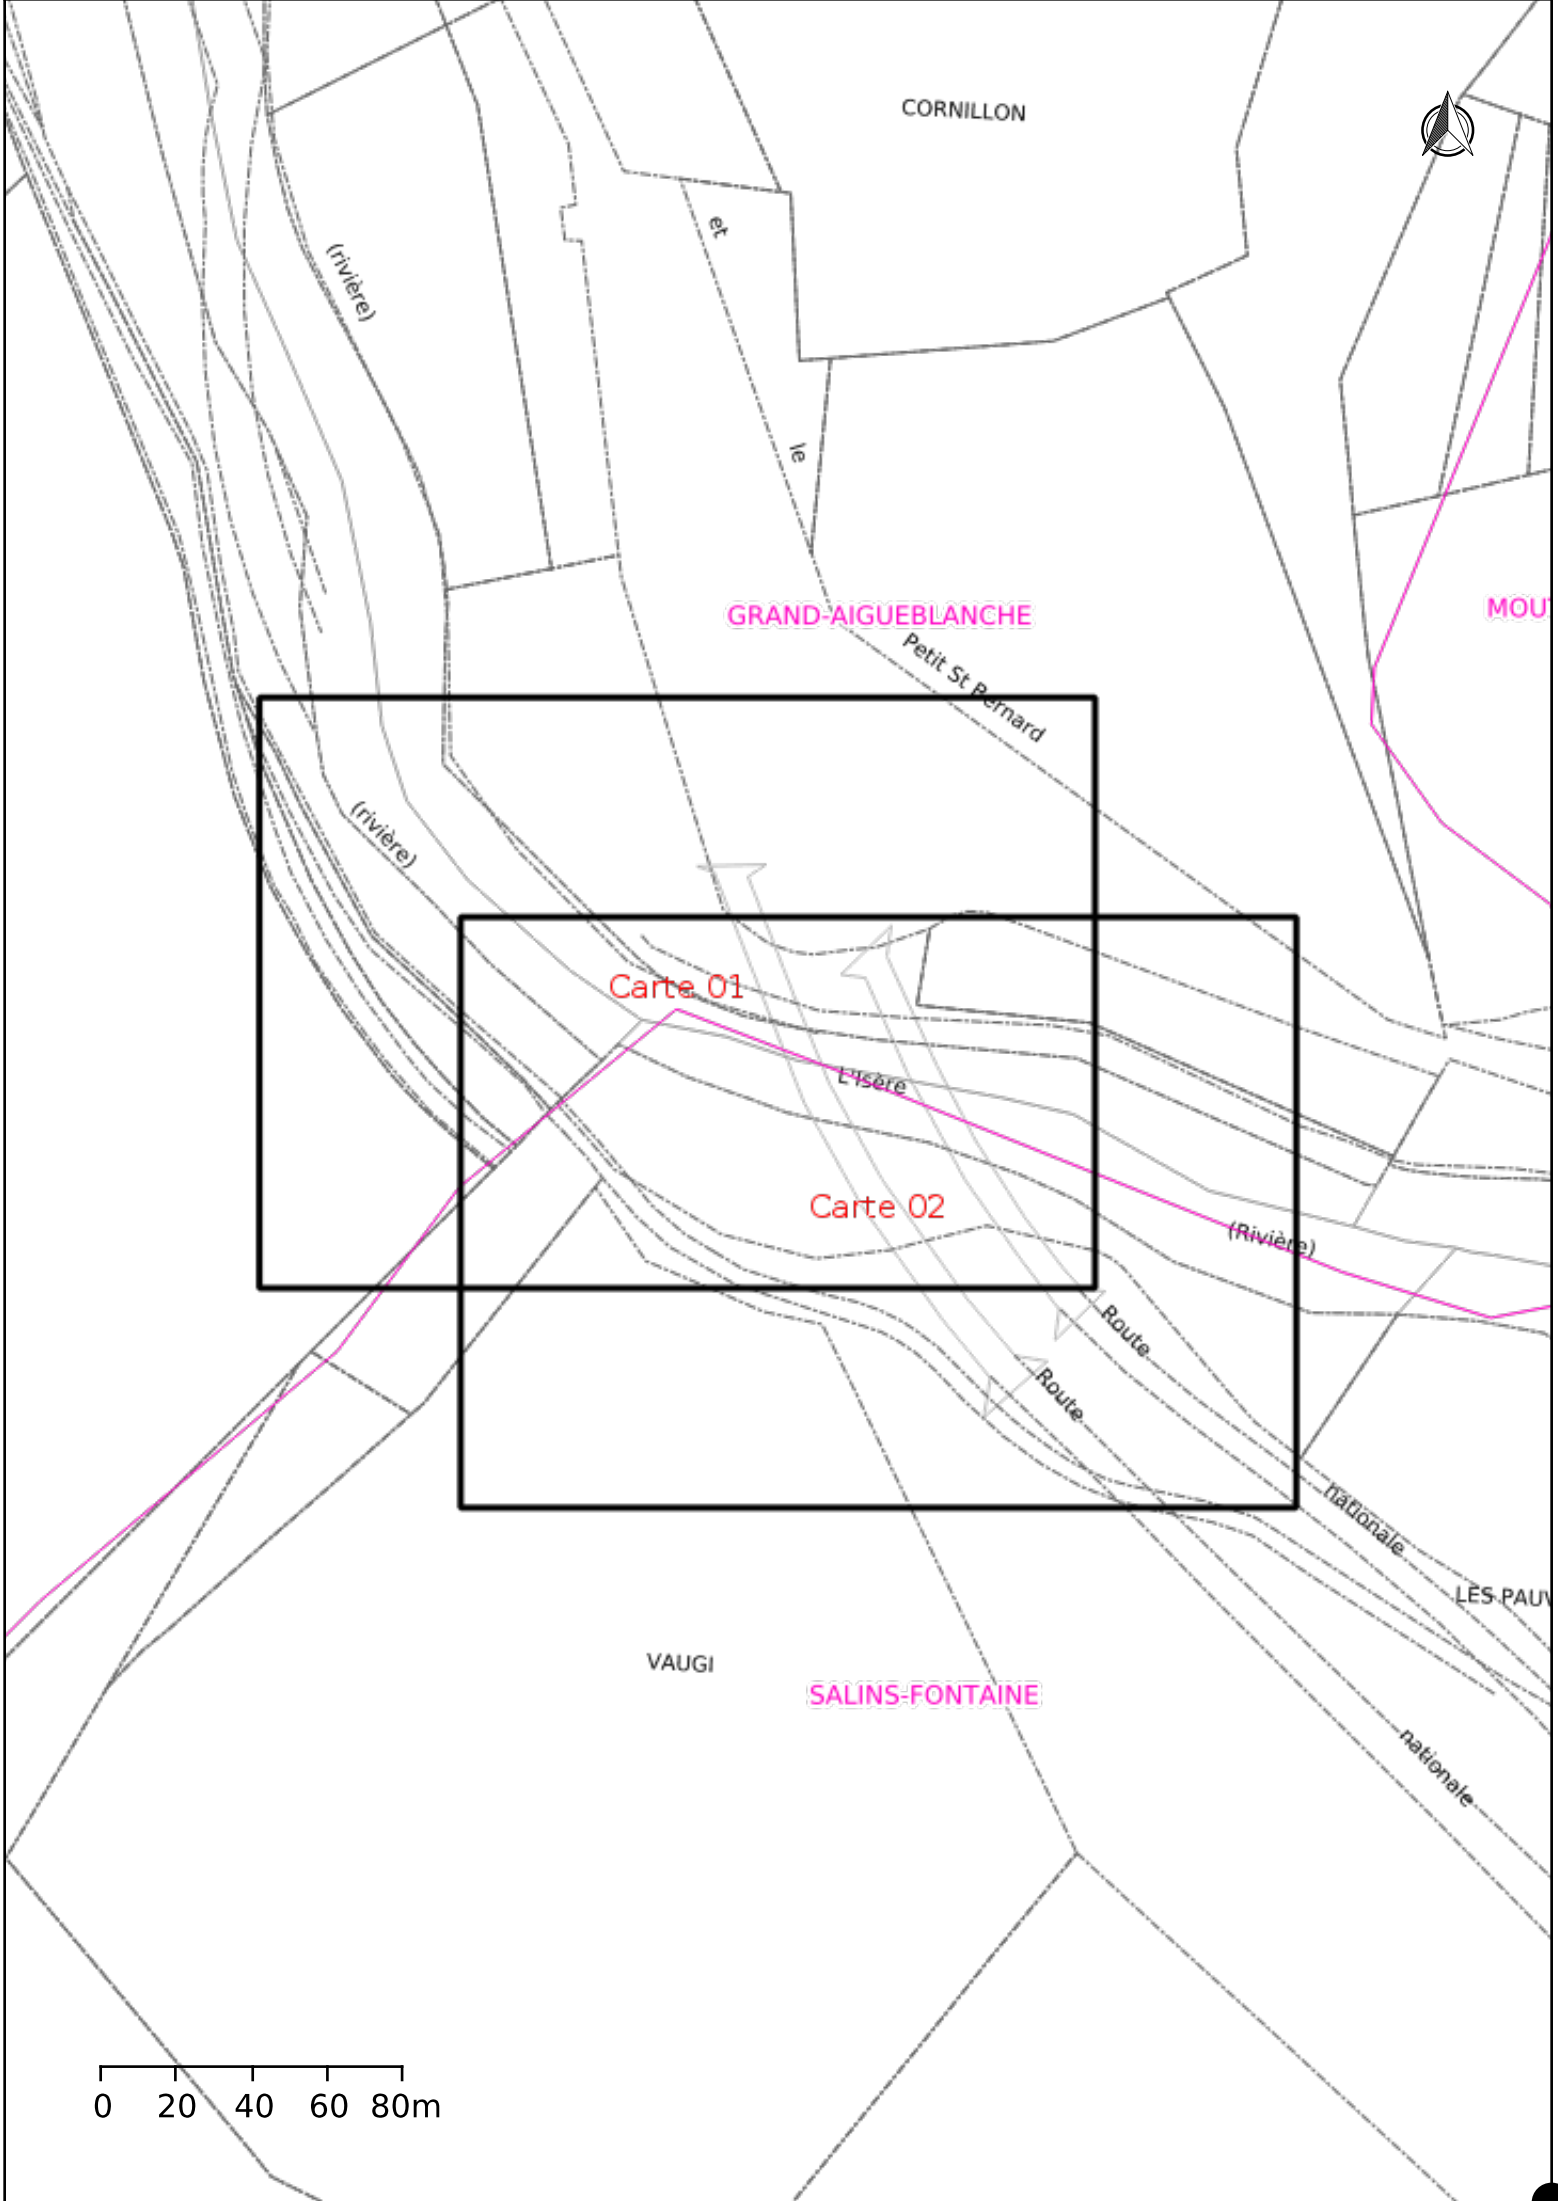 CORNILLON
et
(rivière)
le
GRAND-AIGUEBLANCHE
MOUT
Petit St Bernard
(rivière)
Carte 01
L'Isère
Carte 02
(Rivière)
Route
Route
nationale
LES PAUV
VAUGI
SALINS-FONTAINE
nationale
0 20 40 60 80m